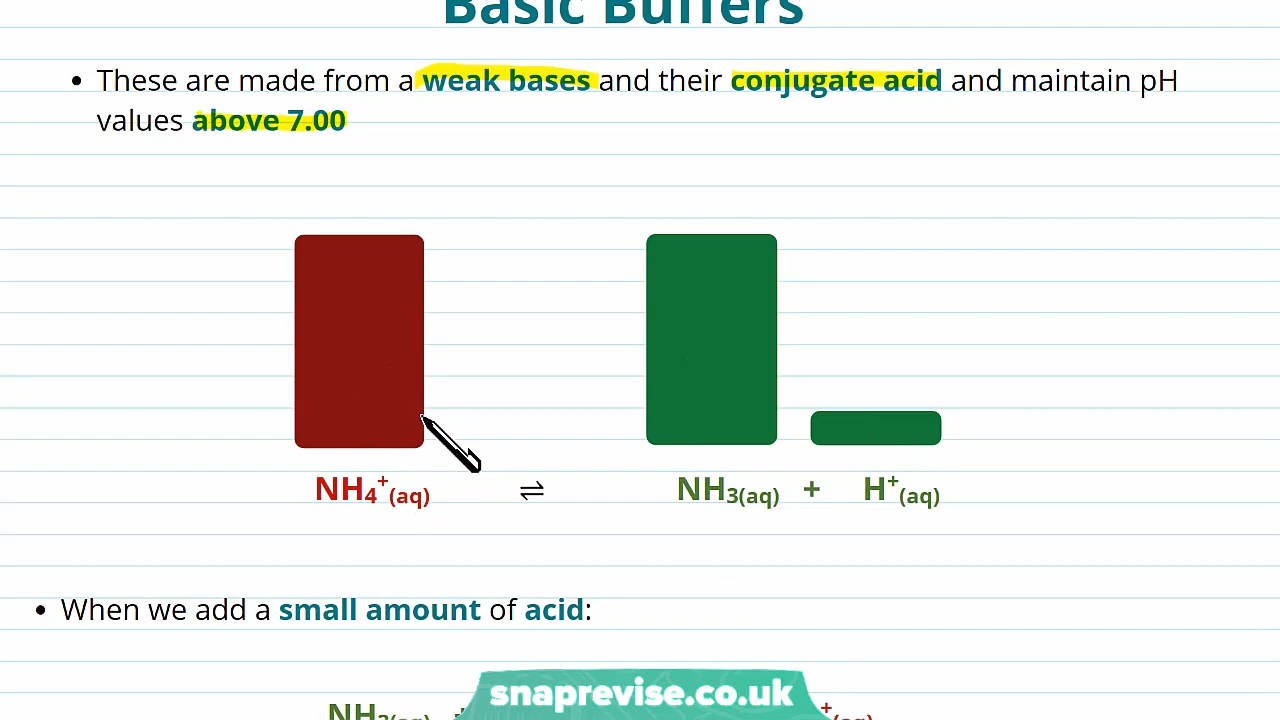 Basic Buffers
• These are made from a weak bases and their conjugate acid and maintain pH
values above 7.00
NH₄⁺(aq) ⇌ NH₃(aq) + H⁺(aq)
• When we add a small amount of acid:
snaprevise.co.uk